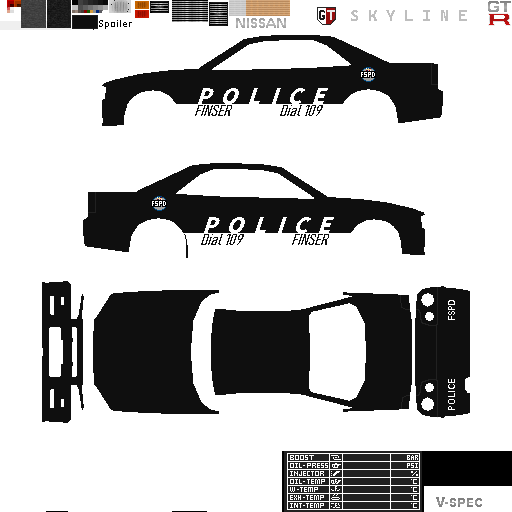 Spoiler
NISSAN
GT
SKYLINE
GT
R
FSPD
POLICE
FINSER
Dial 109
FSPD
POLICE
Dial 109
FINSER
FSPD
POLICE
BOOST BAR
OIL-PRESS PSI
INJECTOR %
OIL-TEMP °C
W-TEMP °C
EXH-TEMP °C
INT-TEMP °C
V-SPEC